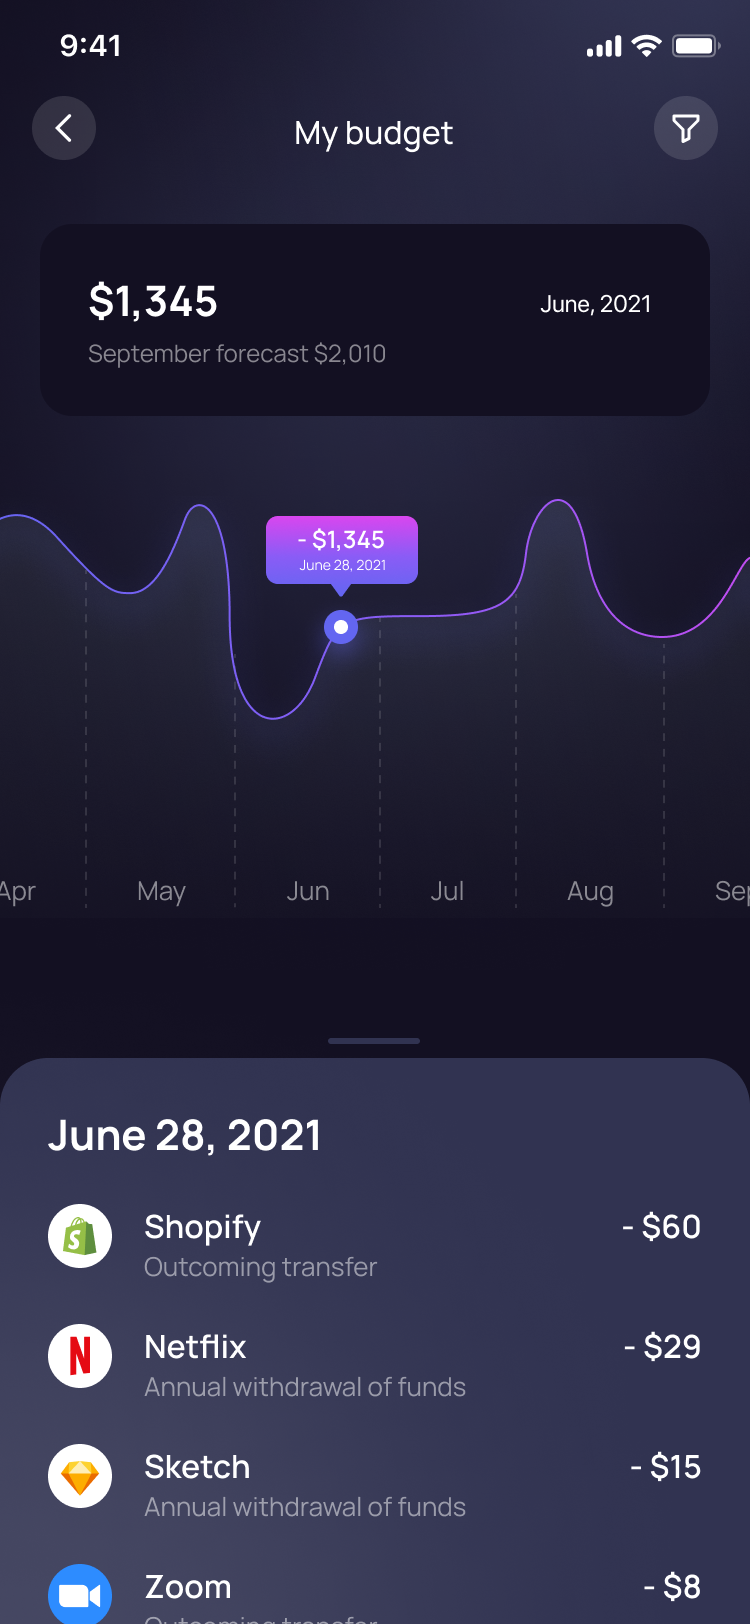 9:41
My budget
$1,345
June, 2021
September forecast $2,010
- $1,345
June 28, 2021
Apr
May
Jun
Jul
Aug
Sep
June 28, 2021
Shopify
- $60
Outcoming transfer
Netflix
- $29
Annual withdrawal of funds
Sketch
- $15
Annual withdrawal of funds
Zoom
- $8
Outcoming transfer